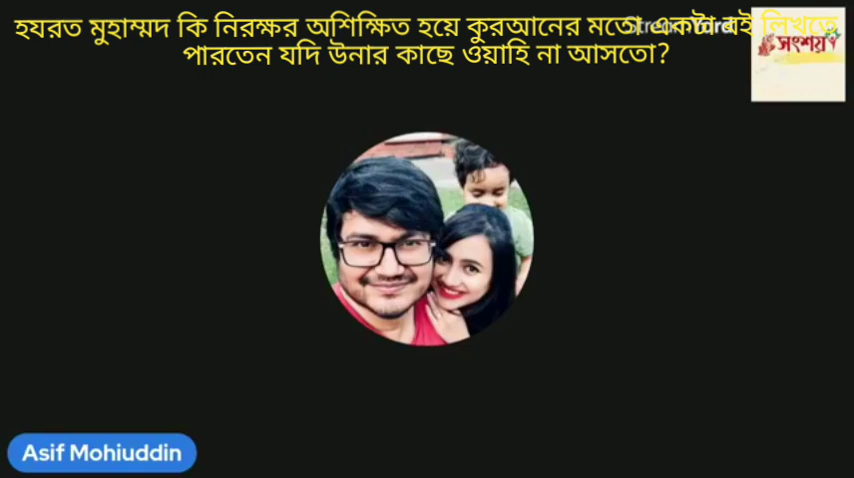 হযরত মুহাম্মদ কি নিরক্ষর অশিক্ষিত হয়ে কুরআনের মতো একটা বই লিখতে
পারতেন যদি উনার কাছে ওয়াহি না আসতো?
StreamYard
সংশয়
Asif Mohiuddin